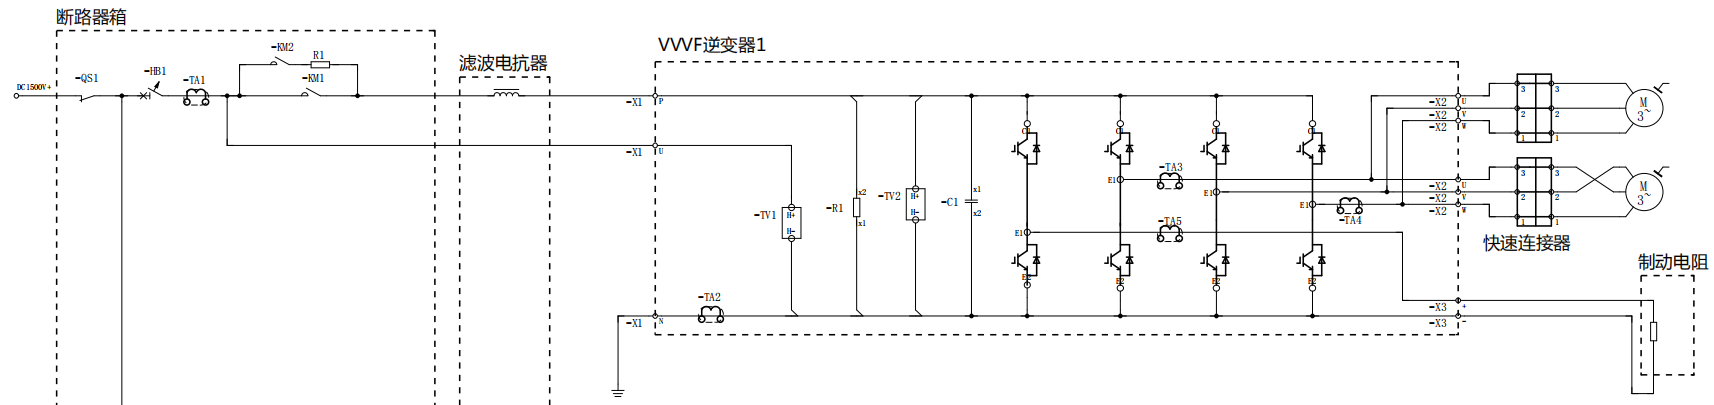 断路器箱
-KM2
R1
-QS1
-HB1
-TA1
-KM1
DC1500V+
滤波电抗器
VVVF逆变器1
-X1
P
-X1
U
-TV1
H+
H-
-R1
x2
x1
-TV2
H+
H-
-C1
x1
x2
-TA2
-X1
N
C1
C1
C1
C1
E1
E1
E1
E1
E2
E2
E2
E2
-TA3
-TA5
-TA4
-X2
U
-X2
V
-X2
W
-X2
U
-X2
V
-X2
W
3
3
2
2
1
1
M
3~
3
3
2
2
1
1
M
3~
快速连接器
制动电阻
-X3
+
-X3
-